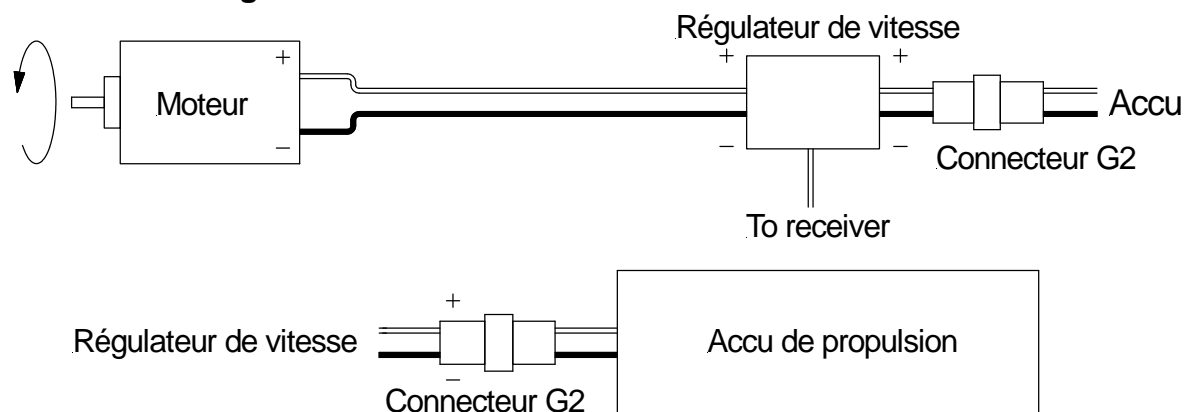 Régulateur de vitesse
+ + +
Moteur
Accu
– – –
Connecteur G2
To receiver
+
Régulateur de vitesse
Accu de propulsion
–
Connecteur G2